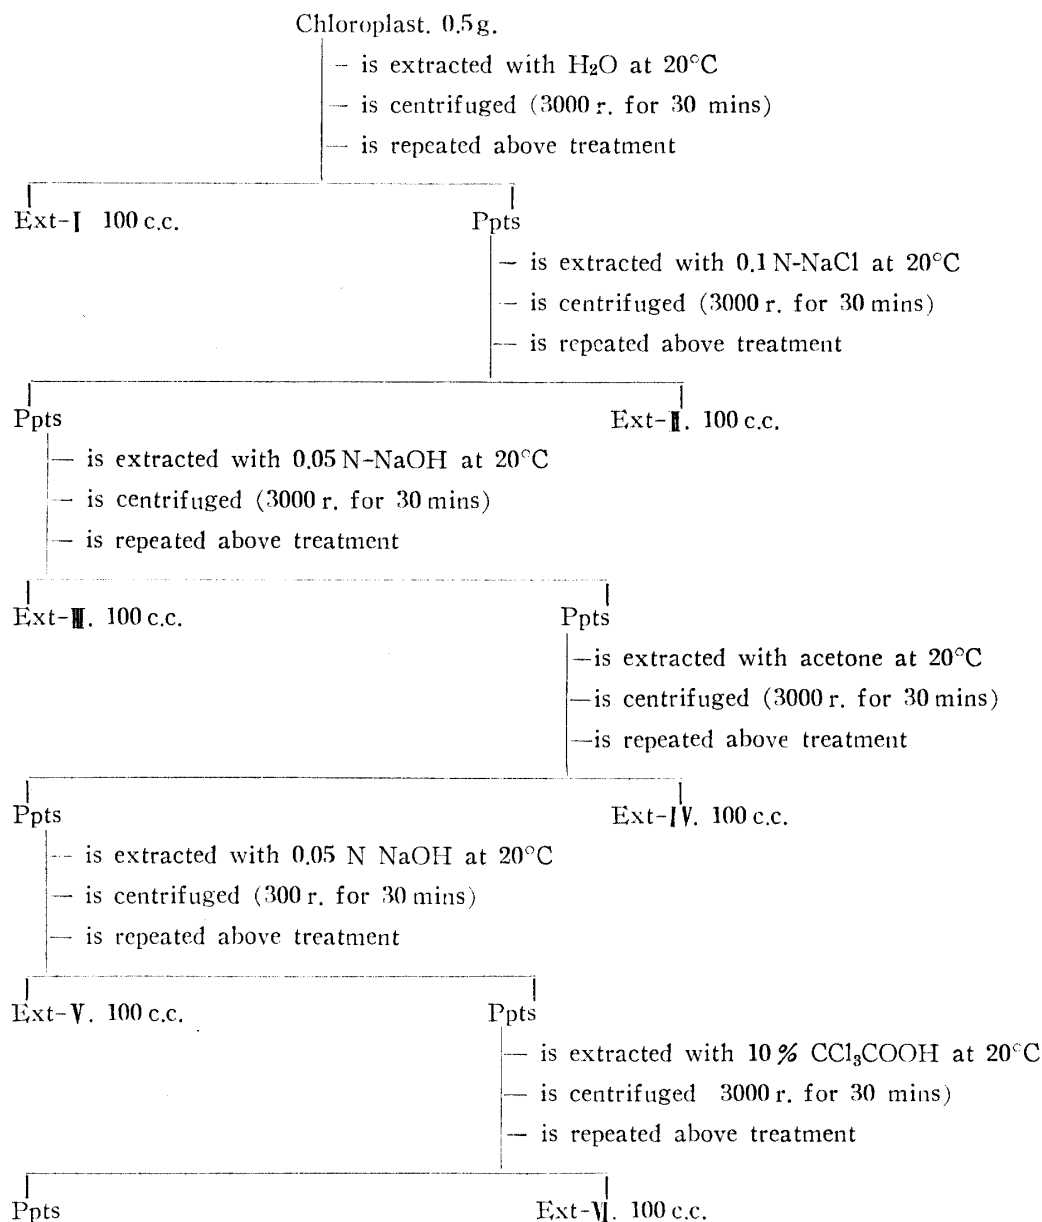 Chloroplast. 0.5g.
— is extracted with H₂O at 20°C
— is centrifuged (3000 r. for 30 mins)
— is repeated above treatment
Ext-I 100 c.c. Ppts
— is extracted with 0.1 N-NaCl at 20°C
— is centrifuged (3000 r. for 30 mins)
— is repeated above treatment
Ppts Ext-II. 100 c.c.
— is extracted with 0.05 N-NaOH at 20°C
— is centrifuged (3000 r. for 30 mins)
— is repeated above treatment
Ext-III. 100 c.c. Ppts
—is extracted with acetone at 20°C
—is centrifuged (3000 r. for 30 mins)
—is repeated above treatment
Ppts Ext-IV. 100 c.c.
— is extracted with 0.05 N NaOH at 20°C
— is centrifuged (300 r. for 30 mins)
— is repeated above treatment
Ext-V. 100 c.c. Ppts
— is extracted with 10% CCl₃COOH at 20°C
— is centrifuged 3000 r. for 30 mins)
— is repeated above treatment
Ppts Ext-VI. 100 c.c.